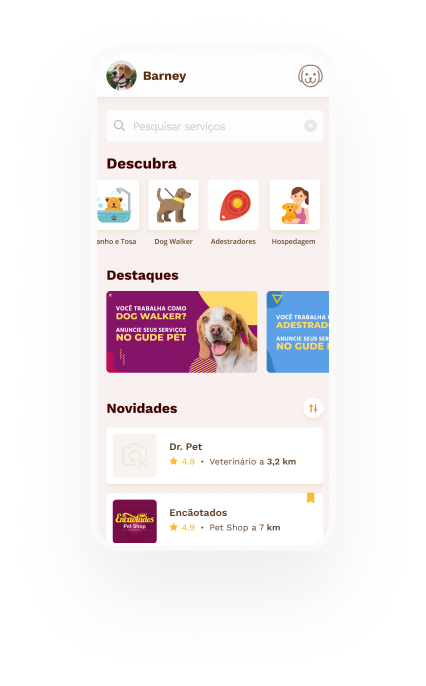 Barney
Pesquisar serviços
Descubra
anho e Tosa
Dog Walker
Adestradores
Hospedagem
Destaques
VOCÊ TRABALHA COMO
DOG WALKER?
ANUNCIE SEUS SERVIÇOS
NO GUDE PET
VOCÊ TRABALHA
ADESTRAD
ANUNCIE SEUS SER
NO GUDE P
Novidades
Dr. Pet
4.9 • Veterinário a 3,2 km
Encãotados
Pet Shop
Encãotados
4.9 • Pet Shop a 7 km